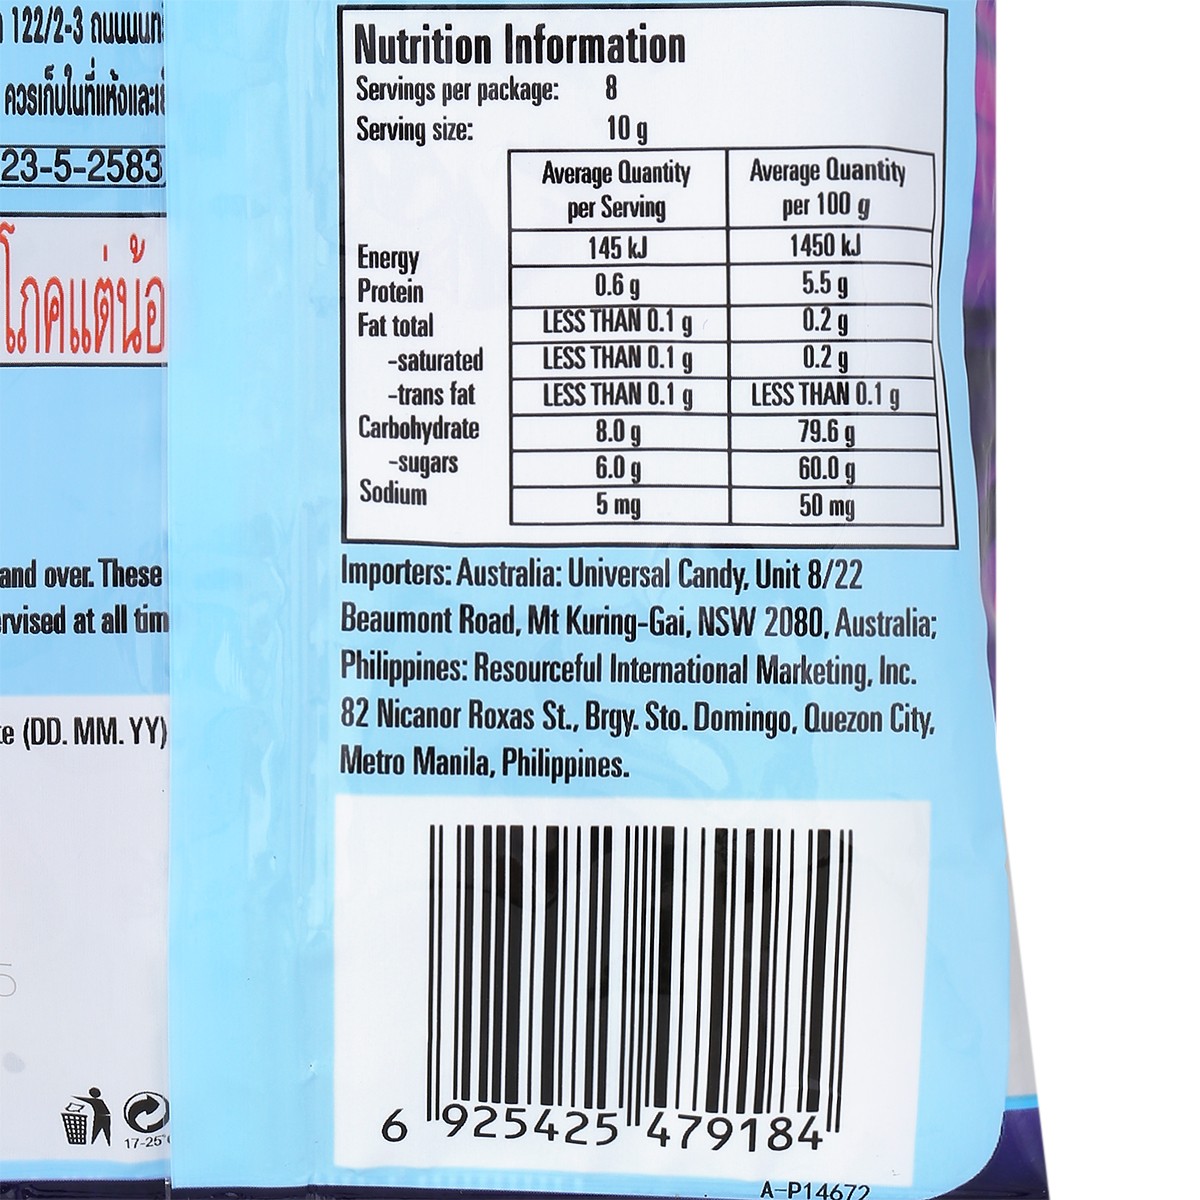 122/2-3 ถนนนนท
ควรเก็บในที่แห้งและเย็
23-5-2583
โภคแต่น้อ
and over. These
ervised at all tim
te (DD. MM. YY)
17-25°
Nutrition Information
Servings per package: 8
Serving size: 10 g
Average Quantity per Serving Average Quantity per 100 g
Energy 145 kJ 1450 kJ
Protein 0.6 g 5.5 g
Fat total LESS THAN 0.1 g 0.2 g
-saturated LESS THAN 0.1 g 0.2 g
-trans fat LESS THAN 0.1 g LESS THAN 0.1 g
Carbohydrate 8.0 g 79.6 g
-sugars 6.0 g 60.0 g
Sodium 5 mg 50 mg
Importers: Australia: Universal Candy, Unit 8/22
Beaumont Road, Mt Kuring-Gai, NSW 2080, Australia;
Philippines: Resourceful International Marketing, Inc.
82 Nicanor Roxas St., Brgy. Sto. Domingo, Quezon City,
Metro Manila, Philippines.
6 925425 479184
A-P14672